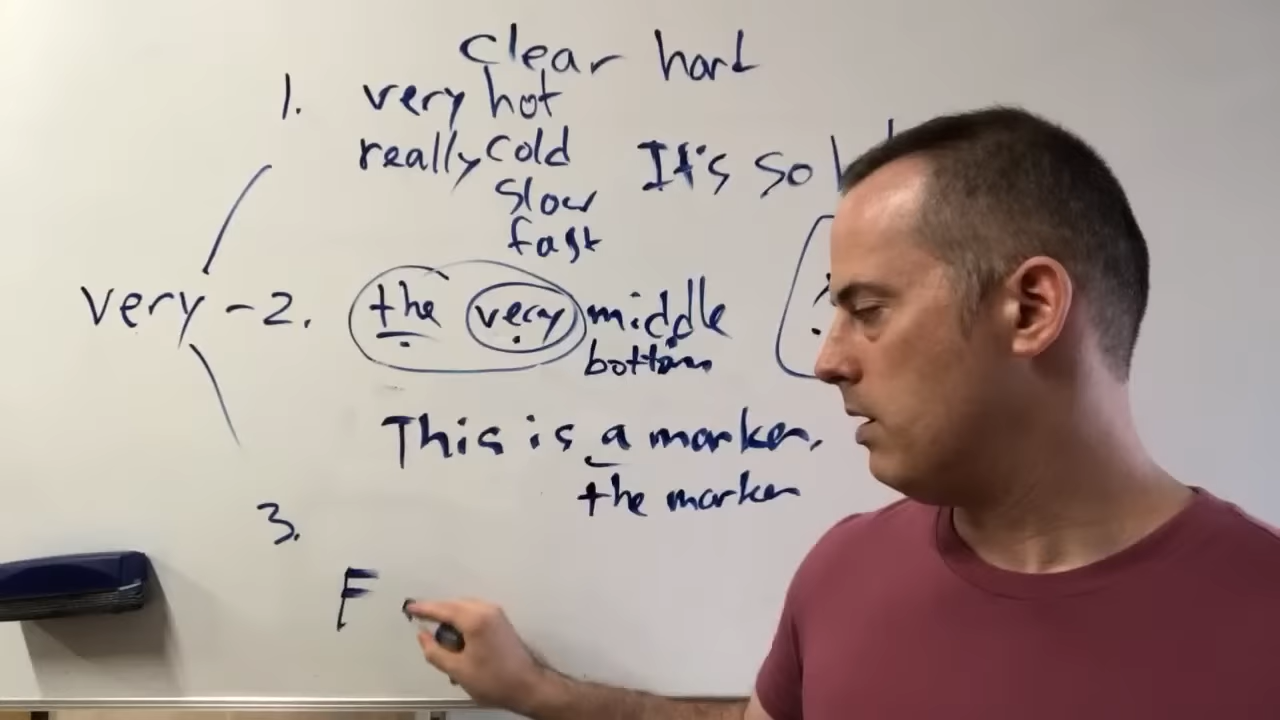 clear hard
1. very hot
really cold It's so
slow
fast
very - 2. the very middle
bottom
This is a marker.
the marker
3.
F